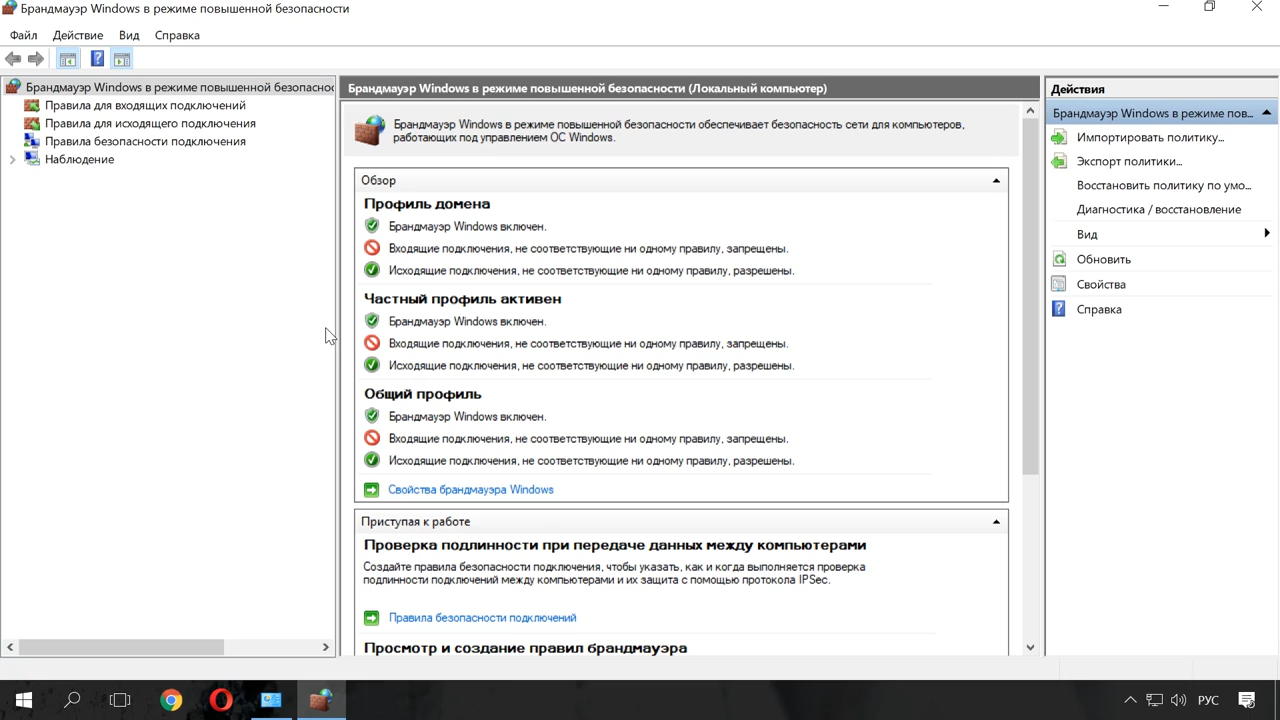 Брандмауэр Windows в режиме повышенной безопасности
Файл Действие Вид Справка
Брандмауэр Windows в режиме повышенной безопаснос
Правила для входящих подключений
Правила для исходящего подключения
Правила безопасности подключения
Наблюдение
Брандмауэр Windows в режиме повышенной безопасности (Локальный компьютер)
Брандмауэр Windows в режиме повышенной безопасности обеспечивает безопасность сети для компьютеров,
работающих под управлением ОС Windows.
Обзор
Профиль домена
Брандмауэр Windows включен.
Входящие подключения, не соответствующие ни одному правилу, запрещены.
Исходящие подключения, не соответствующие ни одному правилу, разрешены.
Частный профиль активен
Брандмауэр Windows включен.
Входящие подключения, не соответствующие ни одному правилу, запрещены.
Исходящие подключения, не соответствующие ни одному правилу, разрешены.
Общий профиль
Брандмауэр Windows включен.
Входящие подключения, не соответствующие ни одному правилу, запрещены.
Исходящие подключения, не соответствующие ни одному правилу, разрешены.
Свойства брандмауэра Windows
Приступая к работе
Проверка подлинности при передаче данных между компьютерами
Создайте правила безопасности подключения, чтобы указать, как и когда выполняется проверка
подлинности подключений между компьютерами и их защита с помощью протокола IPSec.
Правила безопасности подключений
Просмотр и создание правил брандмауэра
Действия
Брандмауэр Windows в режиме пов...
Импортировать политику...
Экспорт политики...
Восстановить политику по умо...
Диагностика / восстановление
Вид
Обновить
Свойства
Справка
РУС